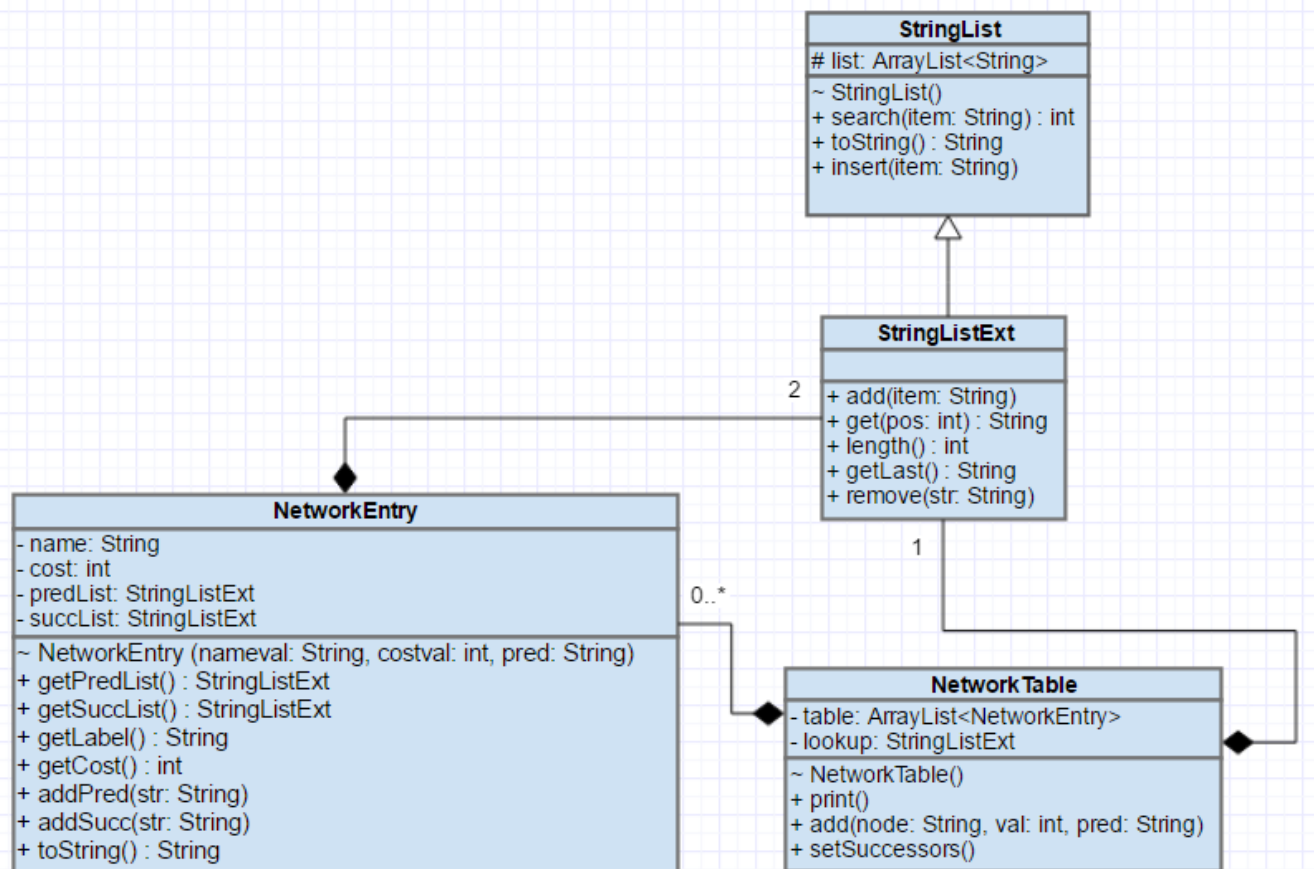 StringList
# list: ArrayList<String>
~ StringList()
+ search(item: String) : int
+ toString() : String
+ insert(item: String)
StringListExt
2
+ add(item: String)
+ get(pos: int) : String
+ length() : int
+ getLast() : String
+ remove(str: String)
1
NetworkEntry
- name: String
- cost: int
- predList: StringListExt
- succList: StringListExt
0..*
~ NetworkEntry (nameval: String, costval: int, pred: String)
+ getPredList() : StringListExt
+ getSuccList() : StringListExt
+ getLabel() : String
+ getCost() : int
+ addPred(str: String)
+ addSucc(str: String)
+ toString() : String
NetworkTable
- table: ArrayList<NetworkEntry>
- lookup: StringListExt
~ NetworkTable()
+ print()
+ add(node: String, val: int, pred: String)
+ setSuccessors()